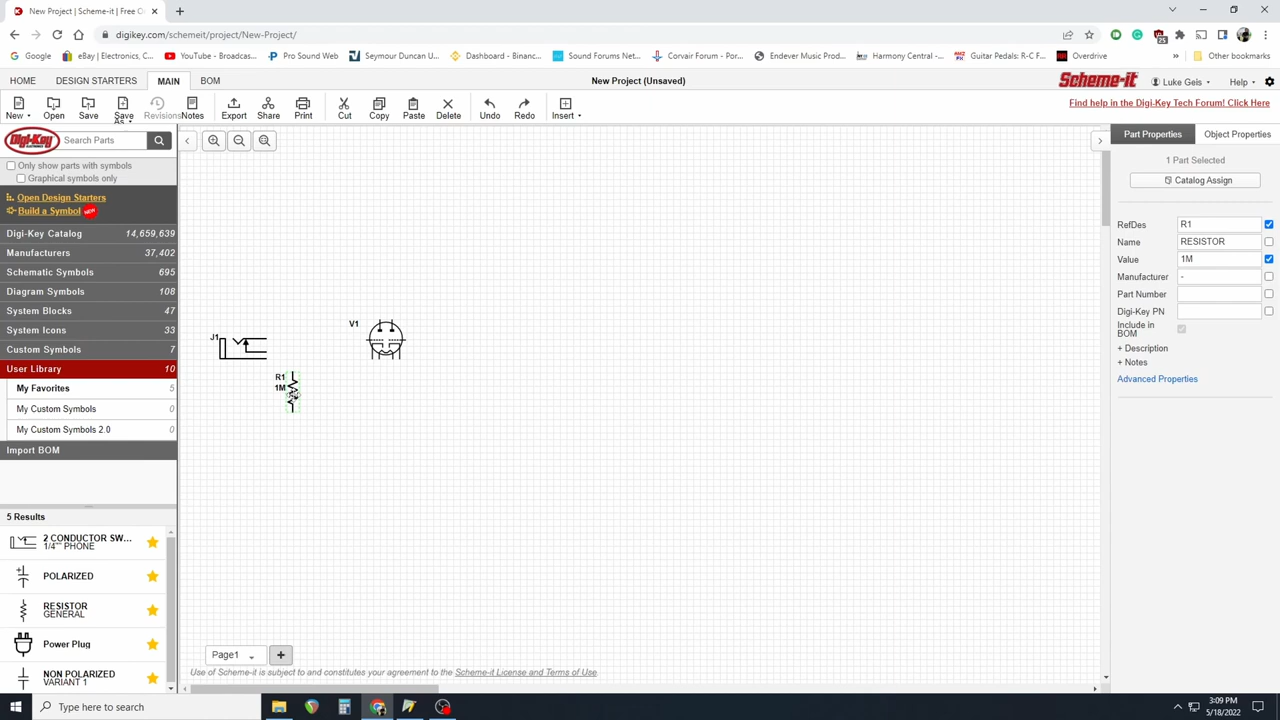 New Project | Scheme-it | Free O
digikey.com/schemeit/project/New-Project/
Google
eBay | Electronics, C...
YouTube - Broadcas...
Pro Sound Web
Seymour Duncan U...
Dashboard - Binanc...
Sound Forums Net...
Corvair Forum - Por...
Endever Music Prod...
Harmony Central -...
Guitar Pedals: R-C F...
Overdrive
»
Other bookmarks
HOME
DESIGN STARTERS
MAIN
BOM
New Project (Unsaved)
Scheme-it
Luke Geis
Help
New
Open
Save
Save As
Revisions
Notes
Export
Share
Print
Cut
Copy
Paste
Delete
Undo
Redo
Insert
Find help in the Digi-Key Tech Forum! Click Here
Digi-Key
Search Parts
Only show parts with symbols
Graphical symbols only
Open Design Starters
Build a Symbol NEW
Digi-Key Catalog 14,659,639
Manufacturers 37,402
Schematic Symbols 695
Diagram Symbols 108
System Blocks 47
System Icons 33
Custom Symbols 7
User Library 10
My Favorites 5
My Custom Symbols 0
My Custom Symbols 2.0 0
Import BOM
5 Results
2 CONDUCTOR SW...
1/4"" PHONE
POLARIZED
RESISTOR
GENERAL
Power Plug
NON POLARIZED
VARIANT 1
V1
J1
R1
1M
Part Properties
Object Properties
1 Part Selected
Catalog Assign
RefDes R1
Name RESISTOR
Value 1M
Manufacturer -
Part Number
Digi-Key PN
Include in
BOM
+ Description
+ Notes
Advanced Properties
Page1
+
Use of Scheme-it is subject to and constitutes your agreement to the Scheme-it License and Terms of Use.
Type here to search
3:09 PM
5/18/2022